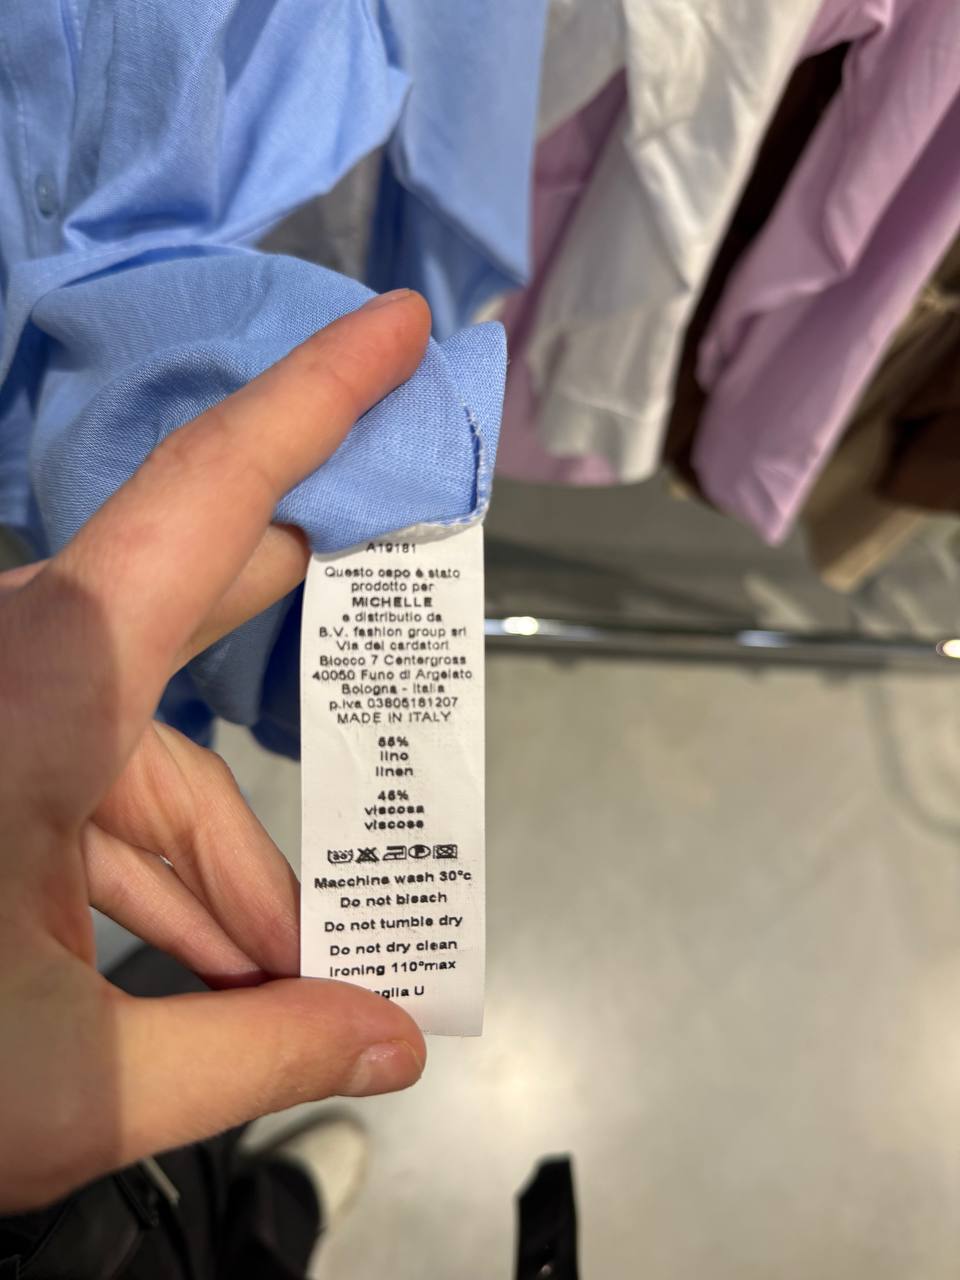 A19181
Questo capo è stato
prodotto per
MICHELLE
e distributio da
B.V. fashion group srl
Via dei cardatori
Blocco 7 Centergross
40050 Funo di Argelato
Bologna - Italia
p.iva 03805181207
MADE IN ITALY
55%
lino
linen
45%
viscosa
viscose
30°
P
Macchine wash 30°c
Do not bleach
Do not tumble dry
Do not dry clean
Ironing 110°max
U